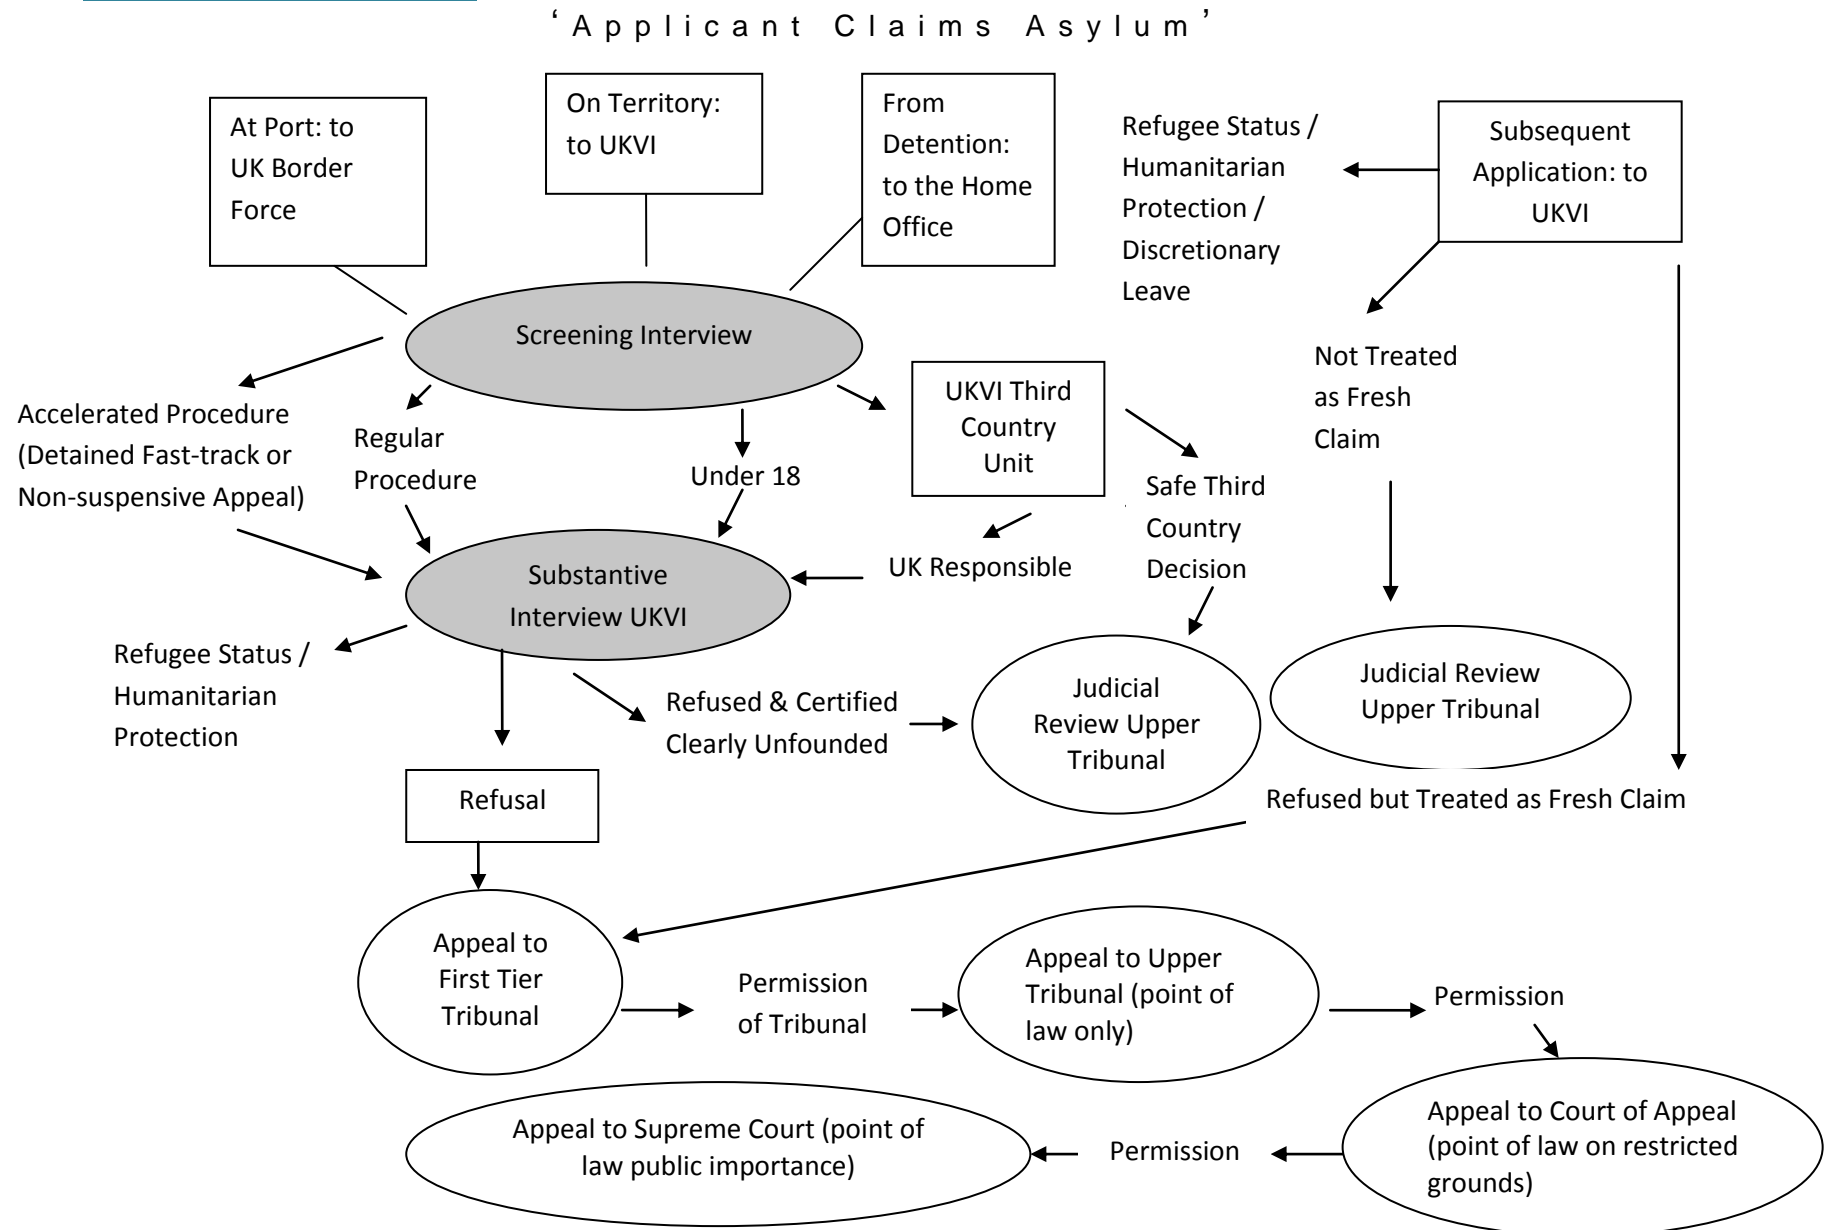 ‘Applicant Claims Asylum’
At Port: to
UK Border
Force
On Territory:
to UKVI
From
Detention:
to the Home
Office
Refugee Status /
Humanitarian
Protection /
Discretionary
Leave
Subsequent
Application: to
UKVI
Screening Interview
Not Treated
as Fresh
Claim
Accelerated Procedure
(Detained Fast-track or
Non-suspensive Appeal)
Regular
Procedure
Under 18
UKVI Third
Country
Unit
Safe Third
Country
Decision
UK Responsible
Substantive
Interview UKVI
Refugee Status /
Humanitarian
Protection
Refused & Certified
Clearly Unfounded
Judicial
Review Upper
Tribunal
Judicial Review
Upper Tribunal
Refusal
Refused but Treated as Fresh Claim
Appeal to
First Tier
Tribunal
Permission
of Tribunal
Appeal to Upper
Tribunal (point of
law only)
Permission
Appeal to Court of Appeal
(point of law on restricted
grounds)
Permission
Appeal to Supreme Court (point of
law public importance)